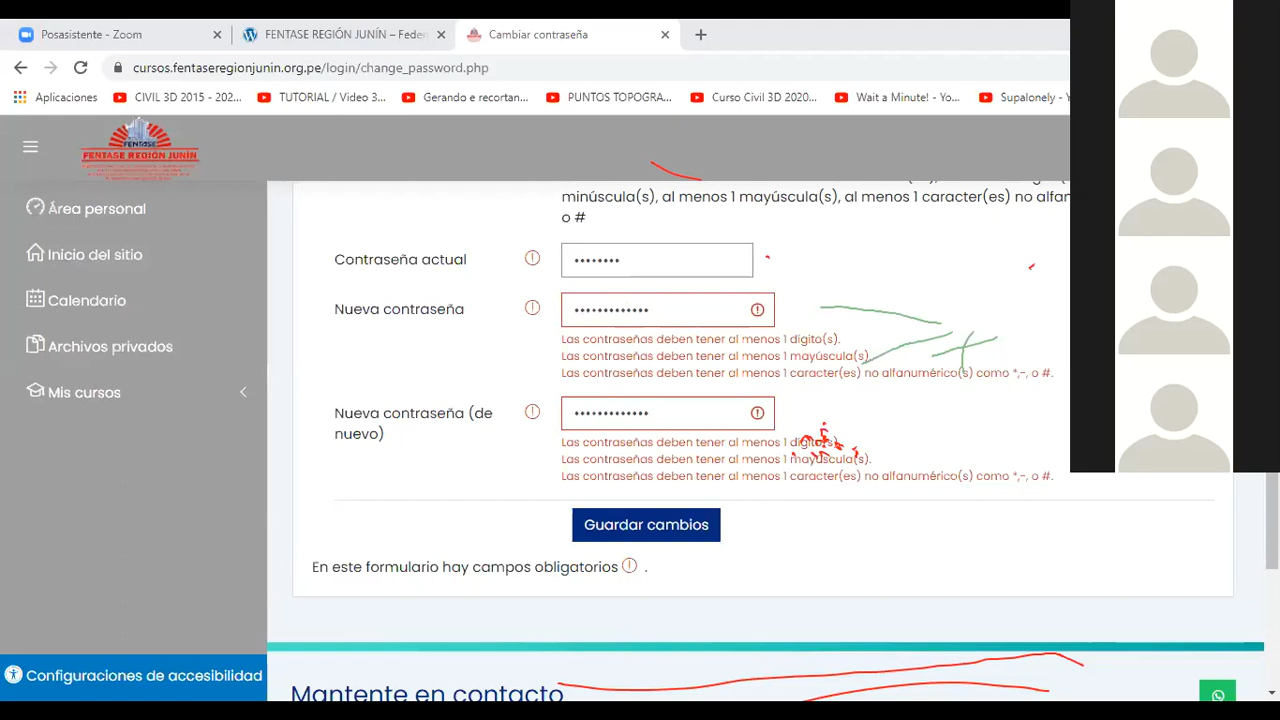 Posasistente - Zoom
FENTASE REGIÓN JUNÍN – Feder
Cambiar contraseña
cursos.fentaseregionjunin.org.pe/login/change_password.php
Aplicaciones
CIVIL 3D 2015 - 202...
TUTORIAL / Video 3...
Gerando e recortan...
PUNTOS TOPOGRA...
Curso Civil 3D 2020...
Wait a Minute! - Yo...
Supalonely - Y
FENTASE
FENTASE REGIÓN JUNÍN
Área personal
Inicio del sitio
Calendario
Archivos privados
Mis cursos
Configuraciones de accesibilidad
minúscula(s), al menos 1 mayúscula(s), al menos 1 caracter(es) no alfan
o #
Contraseña actual
Nueva contraseña
Las contraseñas deben tener al menos 1 dígito(s).
Las contraseñas deben tener al menos 1 mayúscula(s).
Las contraseñas deben tener al menos 1 caracter(es) no alfanumérico(s) como *,-, o #.
Nueva contraseña (de
nuevo)
Las contraseñas deben tener al menos 1 dígito(s).
Las contraseñas deben tener al menos 1 mayúscula(s).
Las contraseñas deben tener al menos 1 caracter(es) no alfanumérico(s) como *,-, o #.
Guardar cambios
En este formulario hay campos obligatorios .
Mantente en contacto